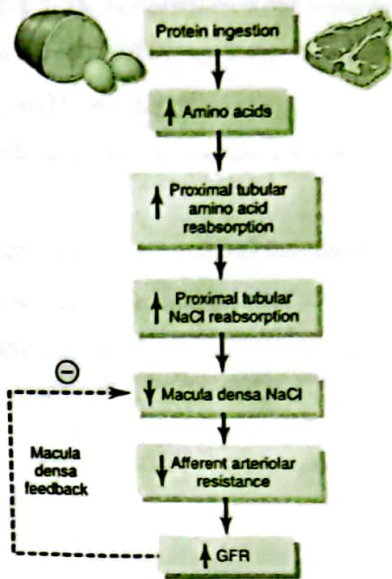 Protein ingestion
↑ Amino acids
↑ Proximal tubular
amino acid
reabsorption
↑ Proximal tubular
NaCl reabsorption
⊖
↓ Macula densa NaCl
Macula
densa
feedback
↓ Afferent arteriolar
resistance
↑ GFR